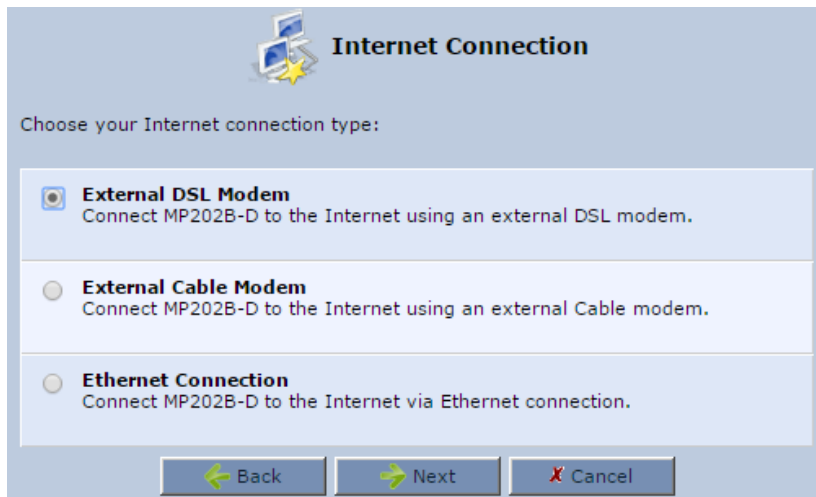 Internet Connection
Choose your Internet connection type:
External DSL Modem
Connect MP202B-D to the Internet using an external DSL modem.
External Cable Modem
Connect MP202B-D to the Internet using an external Cable modem.
Ethernet Connection
Connect MP202B-D to the Internet via Ethernet connection.
Back Next Cancel